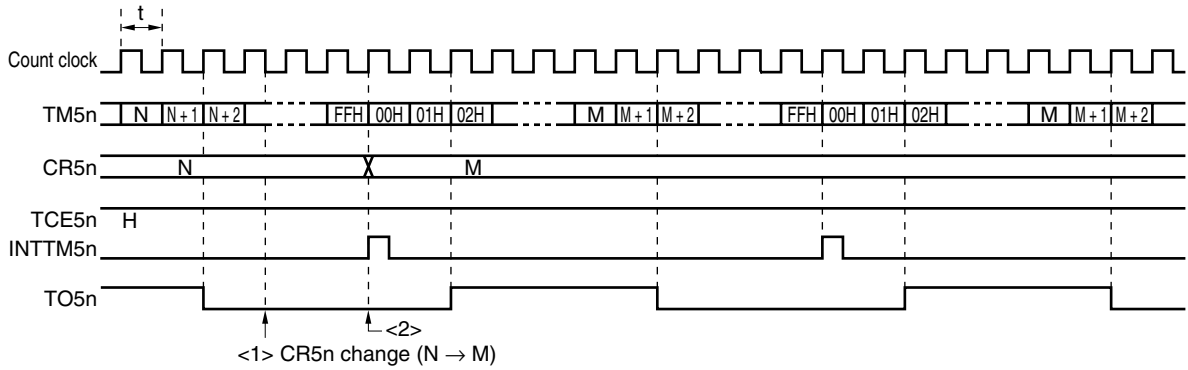 t
Count clock
TM5n N N + 1 N + 2 FFH 00H 01H 02H M M + 1 M + 2 FFH 00H 01H 02H M M + 1 M + 2
CR5n N M
TCE5n H
INTTM5n
TO5n
<2>
<1> CR5n change (N → M)